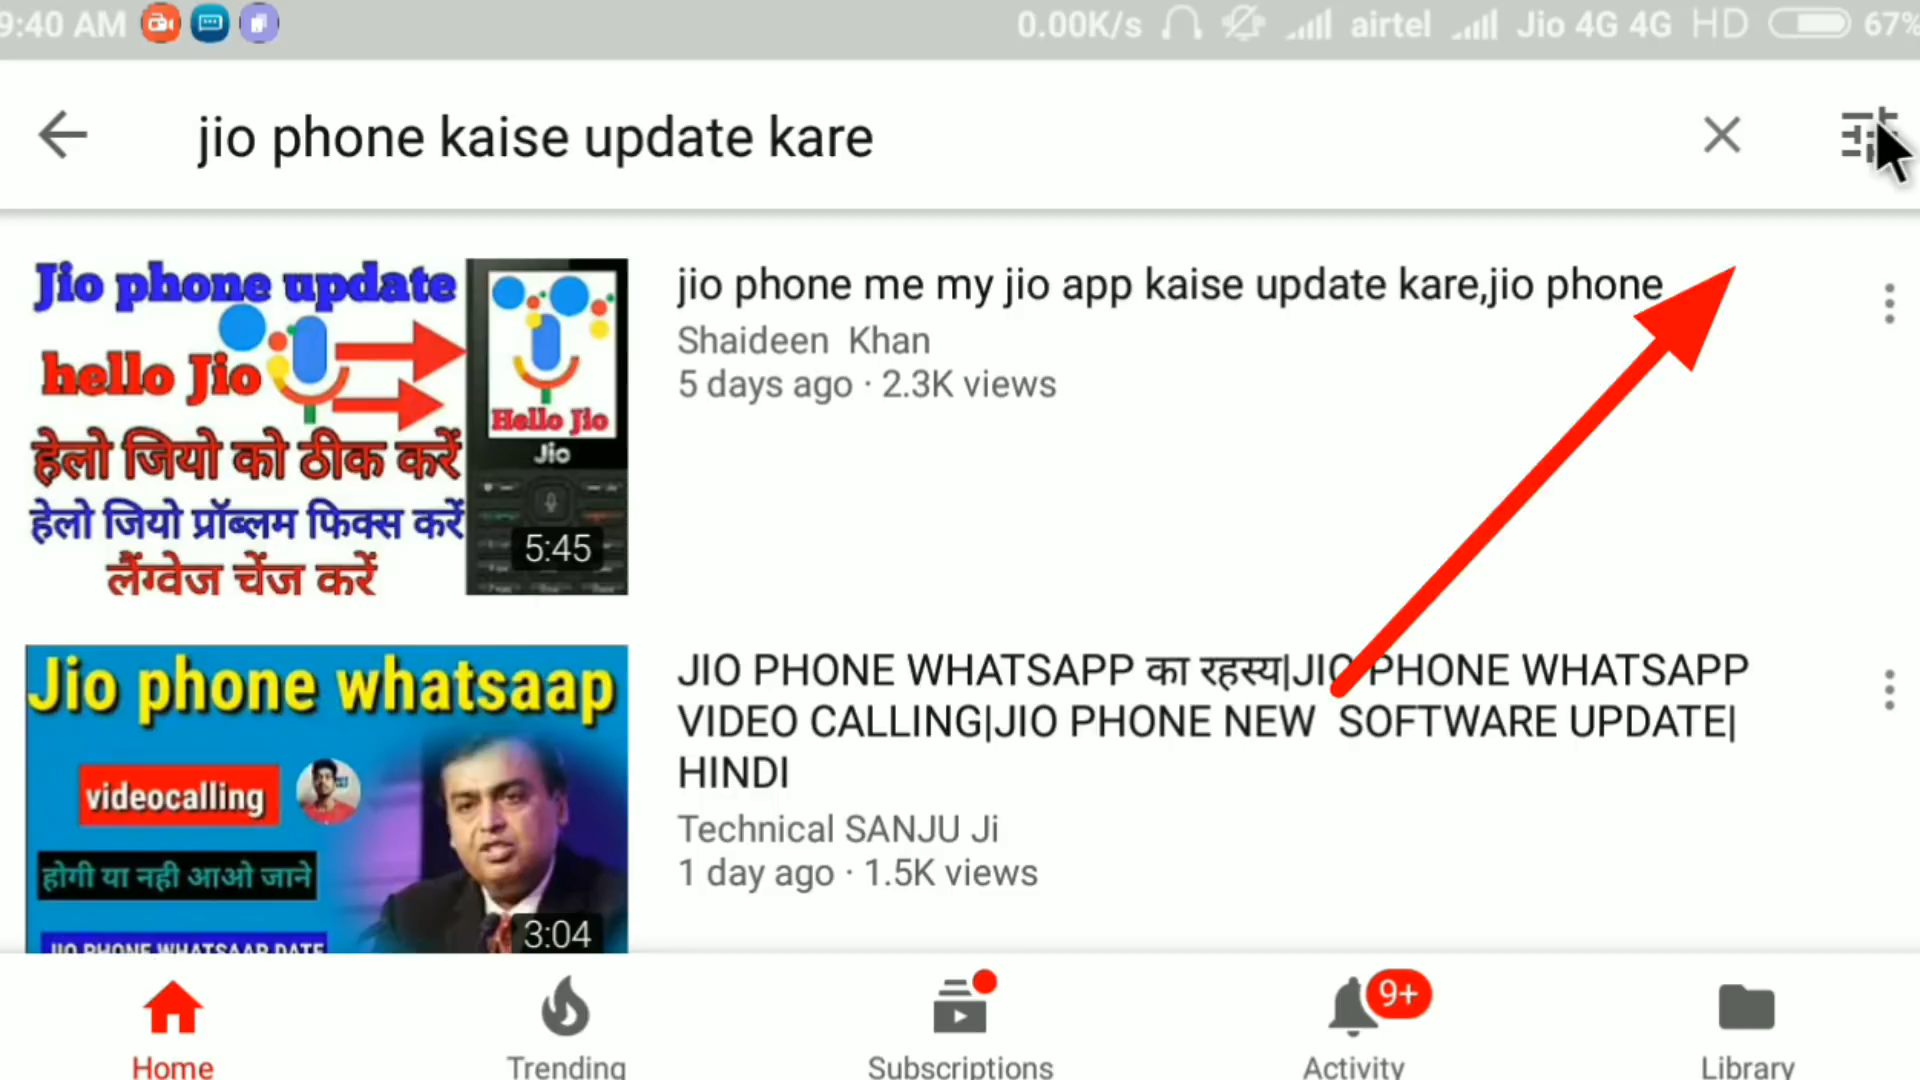 9:40 AM 0.00K/s airtel Jio 4G 4G HD 67%
jio phone kaise update kare
Jio phone update
hello Jio
हेलो जियो को ठीक करें
हेलो जियो प्रॉब्लम फिक्स करें
लैंग्वेज चेंज करें
Hello Jio
Jio
5:45
jio phone me my jio app kaise update kare,jio phone
Shaideen Khan
5 days ago · 2.3K views
Jio phone whatsaap
videocalling
होगी या नही आओ जाने
JIO PHONE WHATSAAP DATE
3:04
JIO PHONE WHATSAPP का रहस्य|JIO PHONE WHATSAPP
VIDEO CALLING|JIO PHONE NEW SOFTWARE UPDATE|
HINDI
Technical SANJU Ji
1 day ago · 1.5K views
9+
Home Trending Subscriptions Activity Library